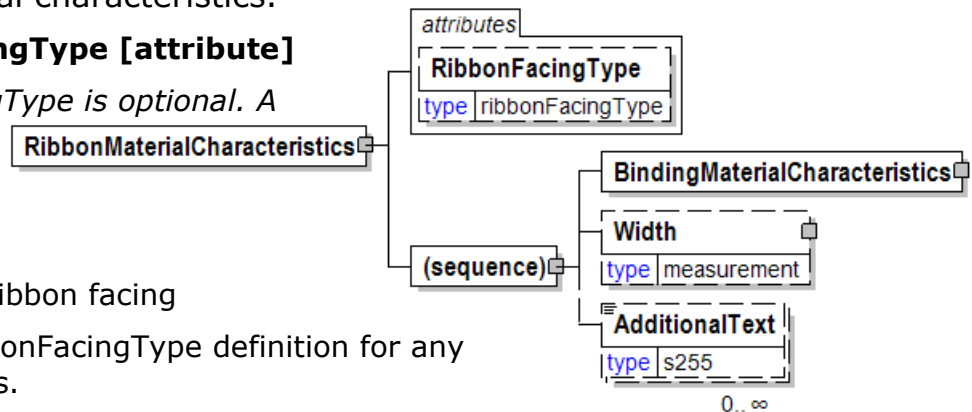 al characteristics.
ngType [attribute]
gType is optional. A
ibbon facing
onFacingType definition for any
s.
attributes
RibbonFacingType
type ribbonFacingType
RibbonMaterialCharacteristics
(sequence)
BindingMaterialCharacteristics
Width
type measurement
AdditionalText
type s255
0.. ∞